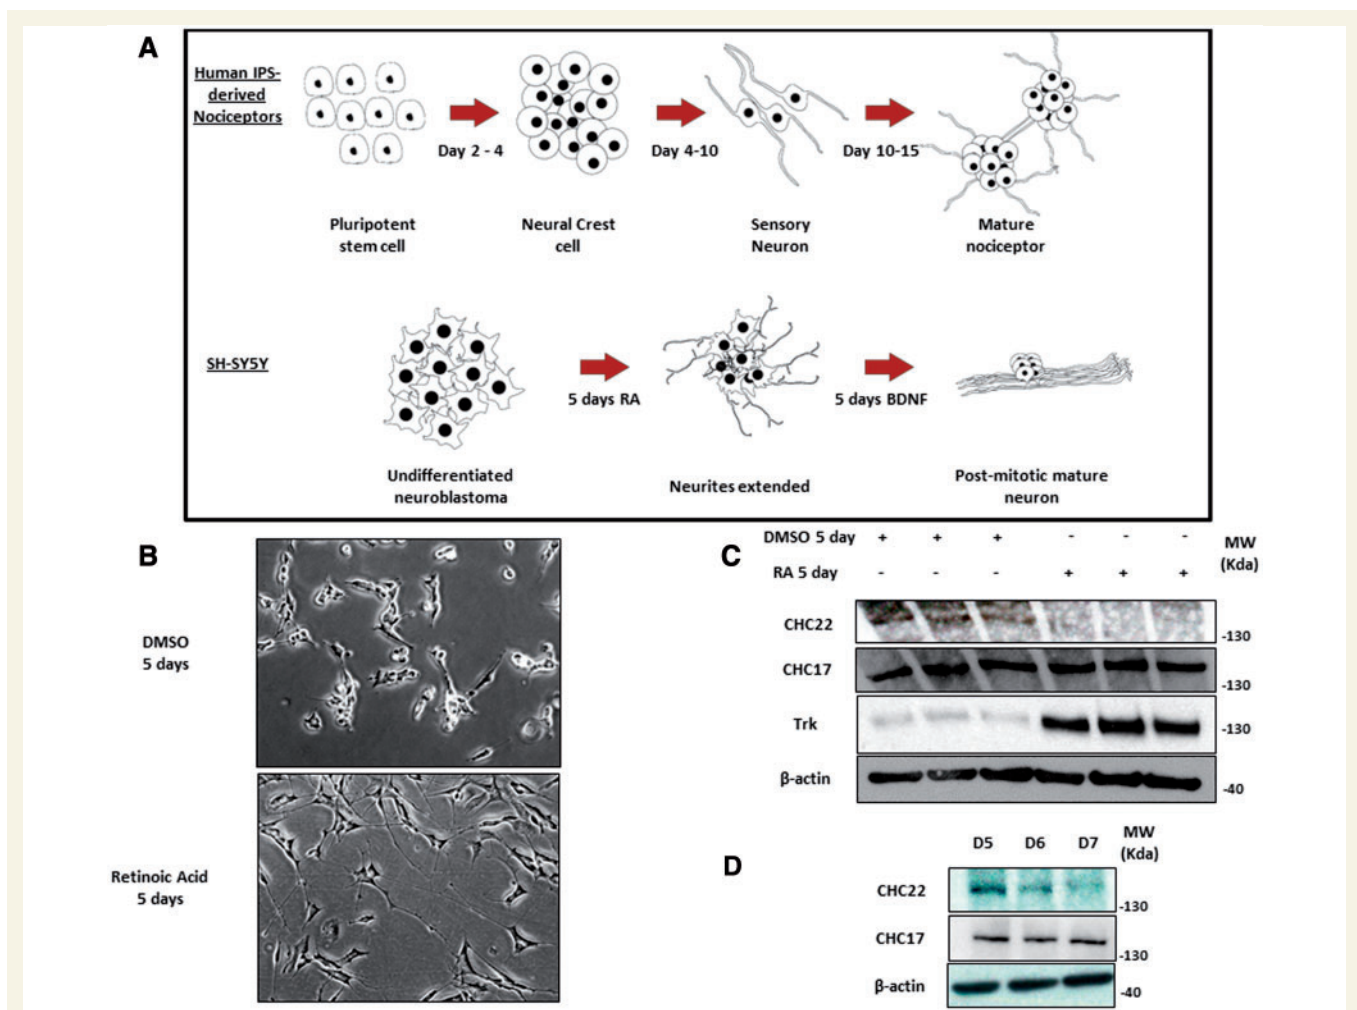 A
Human IPS-
derived
Nociceptors
Day 2 - 4
Day 4-10
Day 10-15
Pluripotent
stem cell
Neural Crest
cell
Sensory
Neuron
Mature
nociceptor
SH-SY5Y
5 days RA
5 days BDNF
Undifferentiated
neuroblastoma
Neurites extended
Post-mitotic mature
neuron
B
DMSO
5 days
Retinoic Acid
5 days
C
DMSO 5 day + + + - - -
MW
(Kda)
RA 5 day - - - + + +
CHC22
-130
CHC17
-130
Trk
-130
β-actin
-40
D
D5 D6 D7
MW
(Kda)
CHC22
-130
CHC17
-130
β-actin
-40